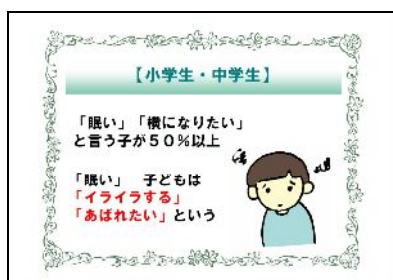 【小学生・中学生】
「眠い」「横になりたい」
と言う子が５０％以上
「眠い」　子どもは
「イライラする」
「あばれたい」という